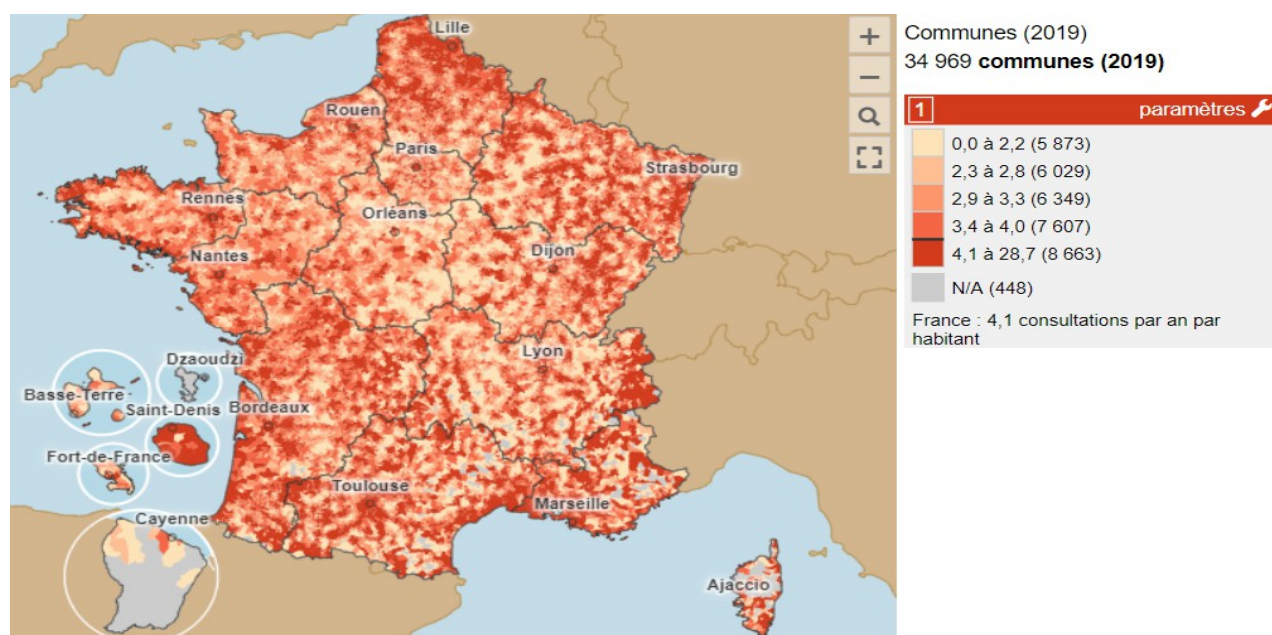 Lille
Rouen
Paris
Strasbourg
Rennes
Orléans
Nantes
Dijon
Lyon
Dzaoudzi
Basse-Terre
Saint-Denis
Bordeaux
Fort-de-France
Toulouse
Marseille
Cayenne
Ajaccio
+
−
Communes (2019)
34 969 communes (2019)
1 paramètres
0,0 à 2,2 (5 873)
2,3 à 2,8 (6 029)
2,9 à 3,3 (6 349)
3,4 à 4,0 (7 607)
4,1 à 28,7 (8 663)
N/A (448)
France : 4,1 consultations par an par
habitant